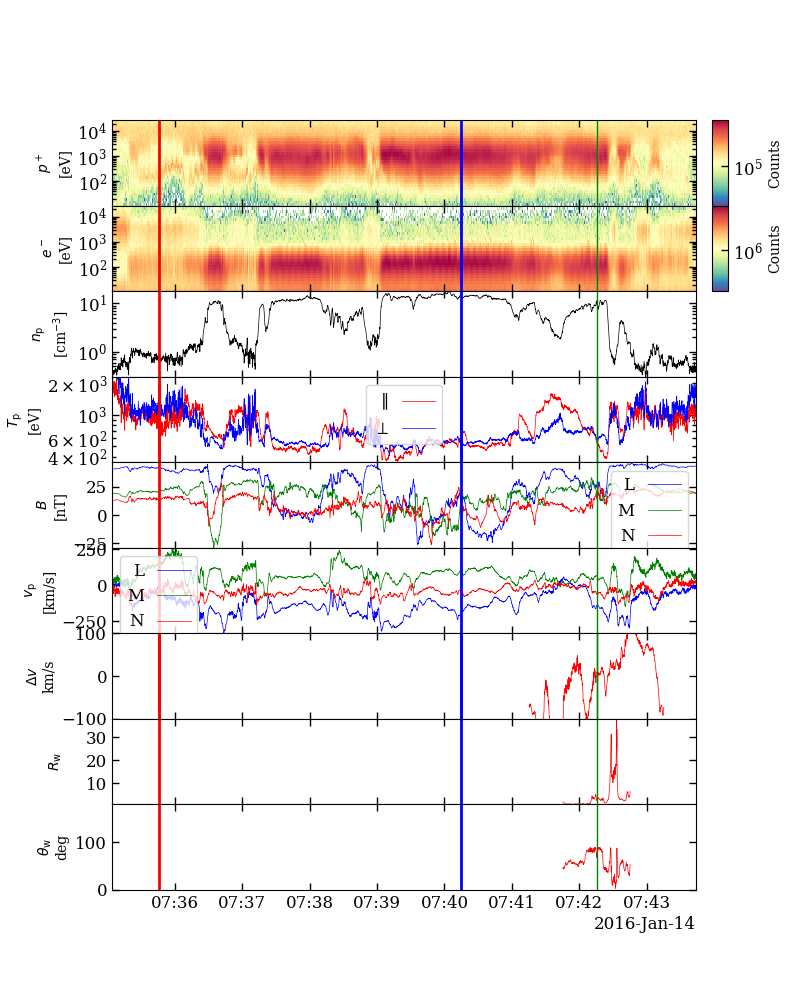 10⁴
10³
10²
p⁺
[eV]
10⁵
Counts
10⁴
10³
10²
e⁻
[eV]
10⁶
Counts
10¹
10⁰
nₚ
[cm⁻³]
2 × 10³
10³
6 × 10²
4 × 10²
Tₚ
[eV]
∥
⊥
25
0
−25
B
[nT]
L
M
N
250
0
−250
vₚ
[km/s]
L
M
N
100
0
−100
Δv
km/s
30
20
10
R_w
100
0
θ_w
deg
07:36 07:37 07:38 07:39 07:40 07:41 07:42 07:43
2016-Jan-14